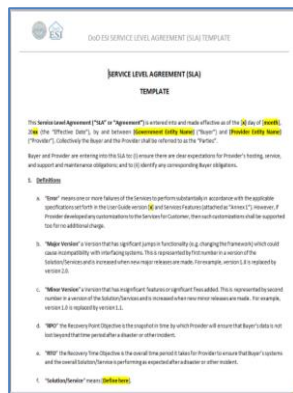 ESI
DoD ESI SERVICE LEVEL AGREEMENT (SLA) TEMPLATE
SERVICE LEVEL AGREEMENT (SLA)
TEMPLATE
This Service Level Agreement ("SLA" or "Agreement") is entered into and made effective as of the [x] day of [month],
20xx (the "Effective Date"), by and between [Government Entity Name] ("Buyer") and [Provider Entity Name]
("Provider"). Collectively the Buyer and the Provider shall be referred to as the "Parties".
Buyer and Provider are entering into this SLA to: (i) ensure there are clear expectations for Provider's hosting, service,
and support and maintenance obligations; and to (ii) identify any corresponding Buyer obligations.
1. Definitions
a. "Error" means one or more failures of the Services to perform substantially in accordance with the applicable
specifications set forth in the User Guide version [x] and Services Features (attached as "Annex 1"). However, if
Provider developed any customizations to the Services for Customer, then such customizations shall be supported
too for no additional charge.
b. "Major Version" a Version that has significant jumps in functionality (e.g. changing the framework) which could
cause incompatibility with interfacing systems. This is represented by first number in a version of the
Solution/Services and is increased when new major releases are made. For example, version 1.0 is replaced by
version 2.0.
c. "Minor Version" a Version that has insignificant features or significant fixes added. This is represented by second
number in a version of the Solution/Services and is increased when new minor releases are made. For example,
version 1.0 is replaced by version 1.1.
d. "RPO" the Recovery Point Objective is the snapshot in time by which Provider will ensure that Buyer's data is not
lost beyond that time period after a disaster or other incident.
e. "RTO" the Recovery Time Objective is the overall time it takes for Provider to ensure that Buyer's systems
and the overall Solution/Service is performing as expected after a disaster or other incident.
f. "Solution/Service" means [Define here].